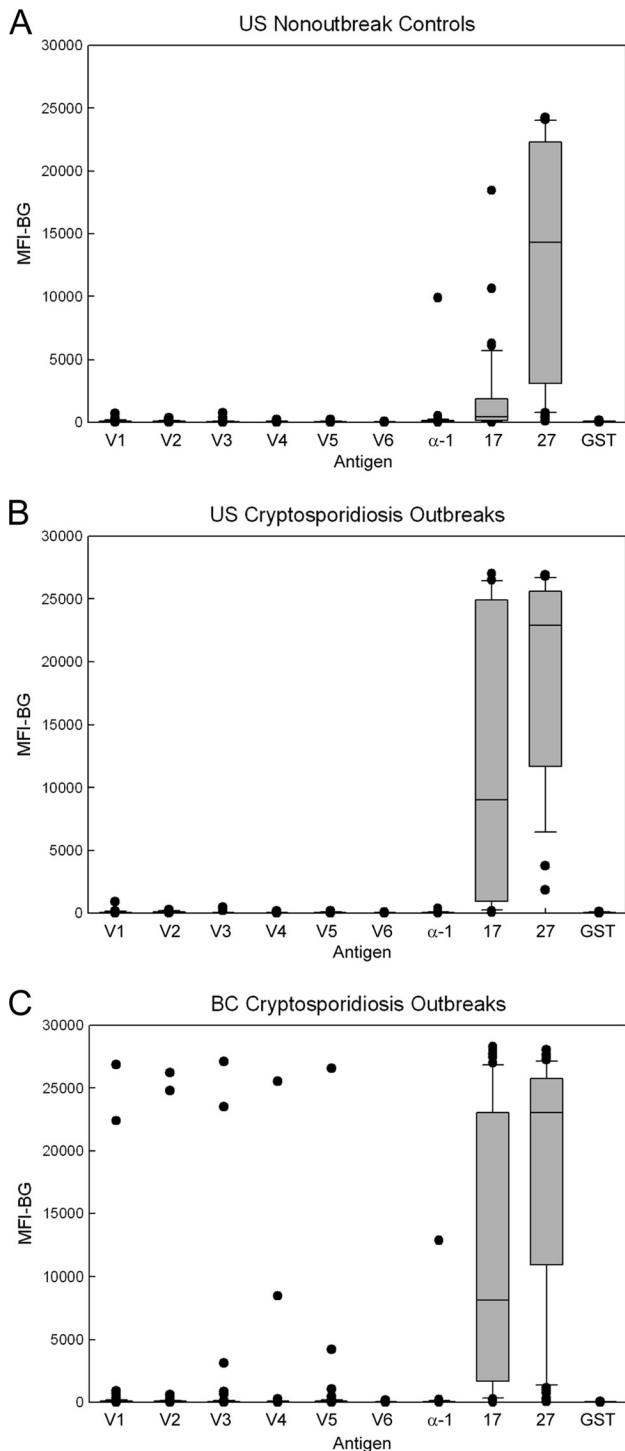 A
US Nonoutbreak Controls
30000
25000
20000
15000
10000
5000
0
MFI-BG
V1 V2 V3 V4 V5 V6 α-1 17 27 GST
Antigen
B
US Cryptosporidiosis Outbreaks
30000
25000
20000
15000
10000
5000
0
MFI-BG
V1 V2 V3 V4 V5 V6 α-1 17 27 GST
Antigen
C
BC Cryptosporidiosis Outbreaks
30000
25000
20000
15000
10000
5000
0
MFI-BG
V1 V2 V3 V4 V5 V6 α-1 17 27 GST
Antigen